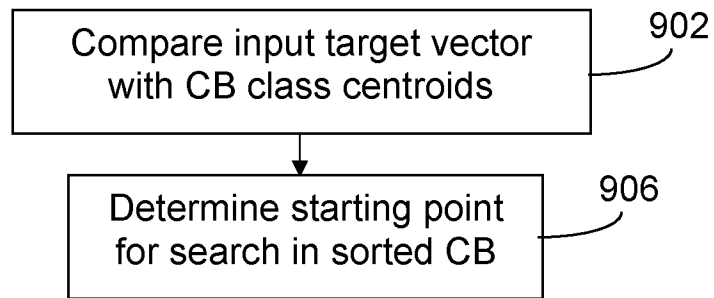 Compare input target vector
with CB class centroids
902
Determine starting point
for search in sorted CB
906